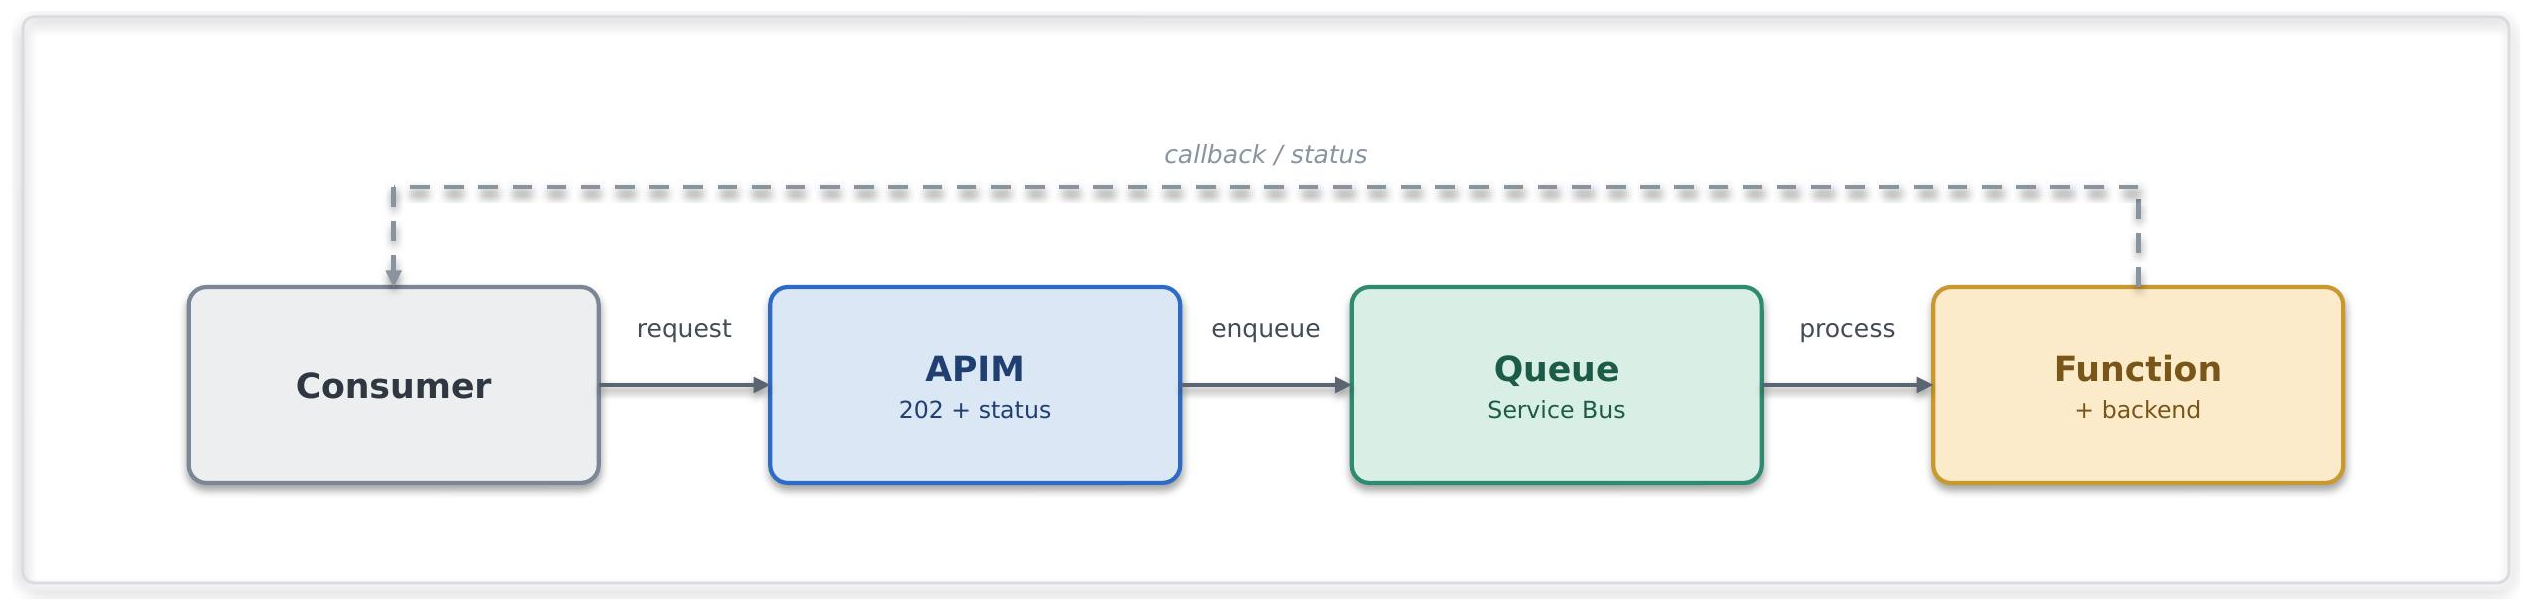 callback / status
request
enqueue
process
Consumer
APIM
202 + status
Queue
Service Bus
Function
+ backend